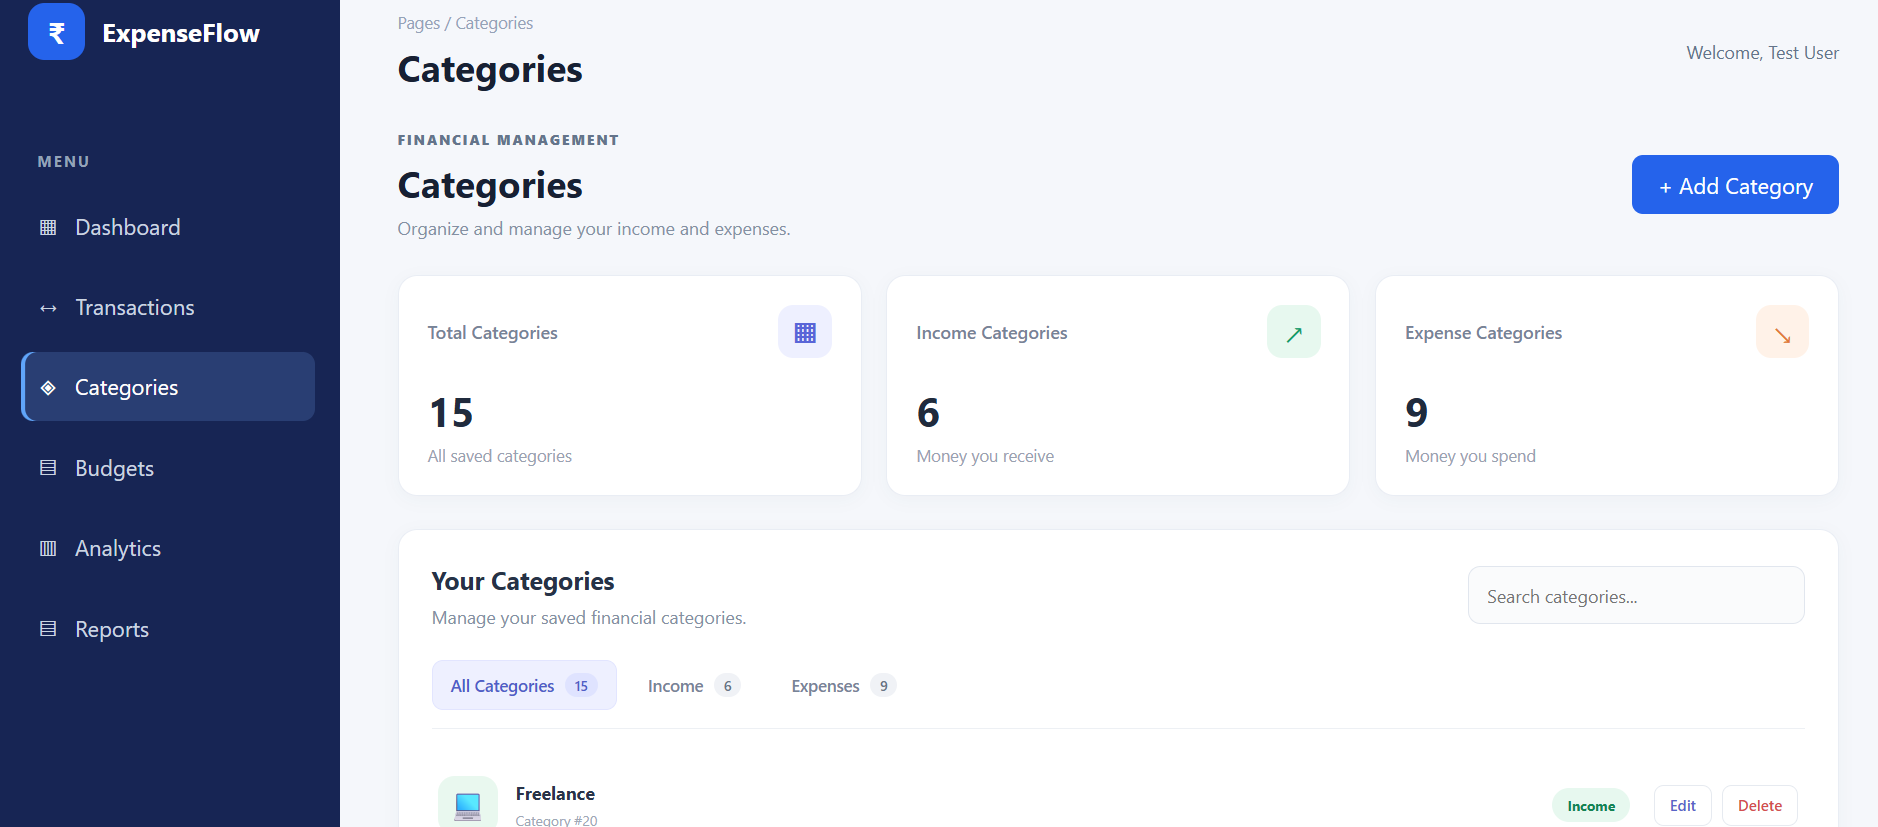 ₹ ExpenseFlow
MENU
Dashboard
Transactions
Categories
Budgets
Analytics
Reports
Pages / Categories
Categories
Welcome, Test User
FINANCIAL MANAGEMENT
Categories
Organize and manage your income and expenses.
+ Add Category
Total Categories
15
All saved categories
Income Categories
6
Money you receive
Expense Categories
9
Money you spend
Your Categories
Manage your saved financial categories.
Search categories...
All Categories 15
Income 6
Expenses 9
Freelance
Category #20
Income
Edit
Delete